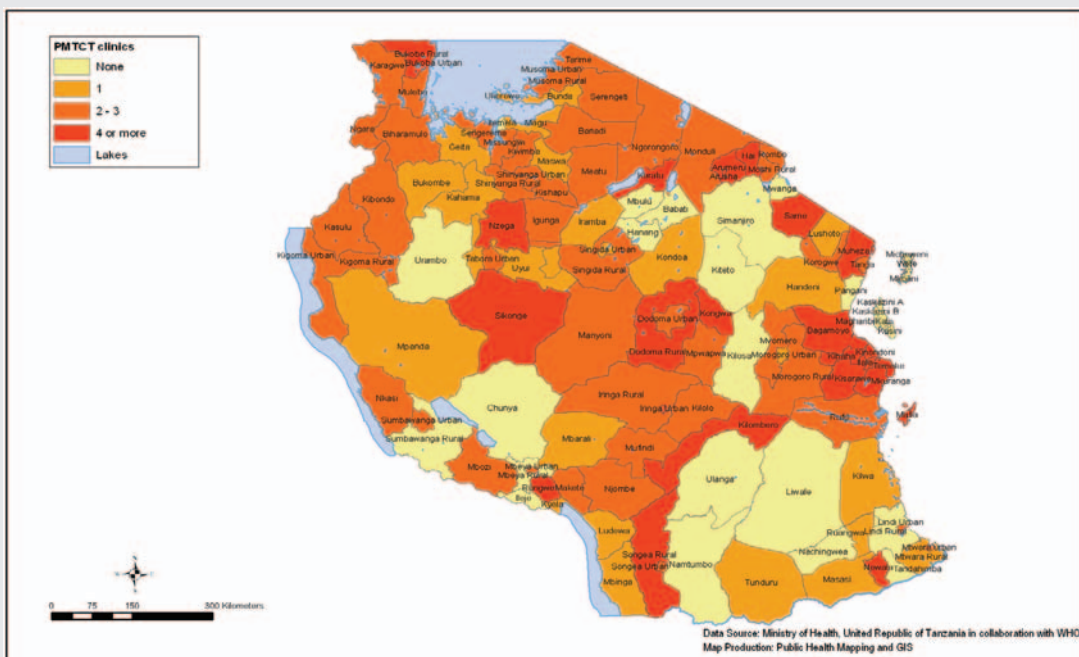 PMTCT clinics
None
1
2 - 3
4 or more
Lakes
Bukoba Rural
Karagwe
Bukoba Urban
Muleba
Tarime
Musoma Urban
Musoma Rural
Bunda
Serengeti
Ngara
Biharamulo
Geita
Sengerema
Magu
Missungwi
Kwimba
Bariadi
Ngorongoro
Monduli
Hai
Rombo
Arumeru
Moshi Rural
Arusha
Maswa
Meatu
Karatu
Mwanga
Bukombe
Shinyanga Urban
Shinyanga Rural
Kishapu
Kahama
Mbulu
Babati
Simanjiro
Same
Kibondo
Nzega
Igunga
Iramba
Hanang
Lushoto
Kasulu
Urambo
Singida Urban
Kondoa
Kiteto
Korogwe
Muheza
Tanga
Kigoma Urban
Kigoma Rural
Tabora Urban
Uyui
Singida Rural
Handeni
Pangani
Kaskazini A
Kaskazini B
Sikonge
Manyoni
Dodoma Urban
Kongwa
Magharibi
Kusini
Bagamoyo
Dodoma Rural
Mpwapwa
Kilosa
Mvomero
Morogoro Urban
Kibaha
Kinondoni
Mpanda
Morogoro Rural
Kisarawe
Mkuranga
Nkasi
Chunya
Iringa Rural
Iringa Urban
Kilolo
Rufiji
Mafia
Sumbawanga Urban
Sumbawanga Rural
Mbarali
Mufindi
Kilombero
Mbozi
Mbeya Urban
Mbeya Rural
Rungwe
Makete
Njombe
Ulanga
Liwale
Kilwa
Ileje
Kyela
Ludewa
Songea Rural
Songea Urban
Mbinga
Namtumbo
Tunduru
Nachingwea
Ruangwa
Lindi Urban
Lindi Rural
Masasi
Newala
Mtwara Urban
Mtwara Rural
Tandahimba
0 75 150 300 Kilometers
Data Source: Ministry of Health, United Republic of Tanzania in collaboration with WHO
Map Production: Public Health Mapping and GIS